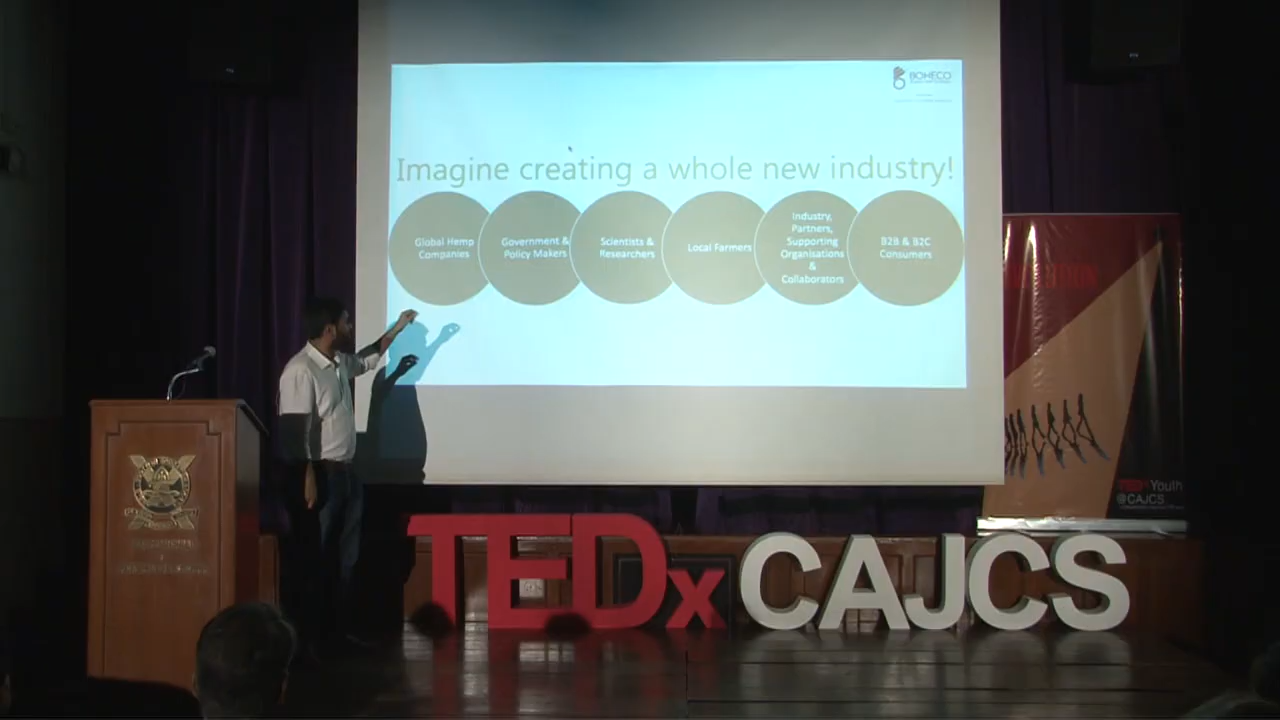 BOHECO
Imagine creating a whole new industry!
Global Hemp
Companies
Government &
Policy Makers
Scientists &
Researchers
Local Farmers
Industry,
Partners,
Supporting
Organisations
&
Collaborators
B2B & B2C
Consumers
TEDxYouth
@CAJCS
TEDxCAJCS